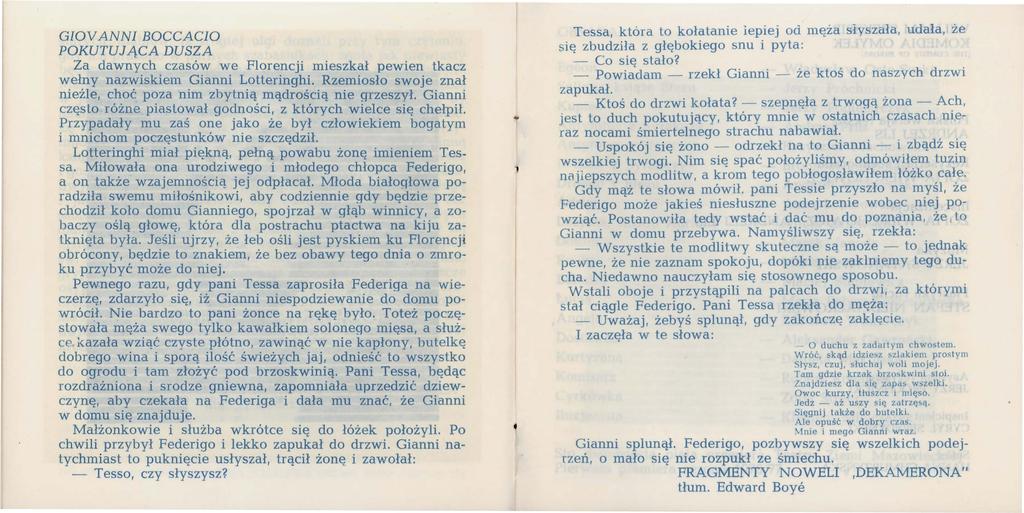 GIOVANNI BOCCACIO
POKUTUJĄCA DUSZA
Za dawnych czasów we Florencji mieszkał pewien tkacz
wełny nazwiskiem Gianni Lotteringhi. Rzemiosło swoje znał
nieźle, choć poza nim zbytnią mądrością nie grzeszył. Gianni
często różne piastował godności, z których wielce się chełpił.
Przypadały mu zaś one jako że był człowiekiem bogatym
i mnichom poczęstunków nie szczędził.
Lotteringhi miał piękną, pełną powabu żonę imieniem Tes-
sa. Miłowała ona urodziwego i młodego chłopca Federigo,
a on także wzajemnością jej odpłacał. Młoda białogłowa po-
radziła swemu miłośnikowi, aby codziennie gdy będzie prze-
chodził koło domu Gianniego, spojrzał w głąb winnicy, a zo-
baczy oślą głowę, która dla postrachu ptactwa na kiju za-
tknięta była. Jeśli ujrzy, że łeb ośli jest pyskiem ku Florencji
obrócony, będzie to znakiem, że bez obawy tego dnia o zmro-
ku przybyć może do niej.
Pewnego razu, gdy pani Tessa zaprosiła Federiga na wie-
czerzę, zdarzyło się, iż Gianni niespodziewanie do domu po-
wrócił. Nie bardzo to pani żonce na rękę było. Toteż poczę-
stowała męża swego tylko kawałkiem solonego mięsa, a służ-
ce kazała wziąć czyste płótno, zawinąć w nie kapłony, butelkę
dobrego wina i sporą ilość świeżych jaj, odnieść to wszystko
do ogrodu i tam złożyć pod brzoskwinią. Pani Tessa, będąc
rozdrażniona i srodze gniewna, zapomniała uprzedzić dziew-
czynę, aby czekała na Federiga i dała mu znać, że Gianni
w domu się znajduje.
Małżonkowie i służba wkrótce się do łóżek położyli. Po
chwili przybył Federigo i lekko zapukał do drzwi. Gianni na-
tychmiast to puknięcie usłyszał, trącił żonę i zawołał:
— Tesso, czy słyszysz?
Tessa, która to kołatanie iepiej od męża słyszała, udała, że
się zbudziła z głębokiego snu i pyta:
— Co się stało?
— Powiadam — rzekł Gianni — że ktoś do naszych drzwi
zapukał.
— Ktoś do drzwi kołata? — szepnęła z trwogą żona — Ach,
jest to duch pokutujący, który mnie w ostatnich czasach nie-
raz nocami śmiertelnego strachu nabawiał.
— Uspokój się żono — odrzekł na to Gianni — i zbądź się
wszelkiej trwogi. Nim się spać położyliśmy, odmówiłem tuzin
najlepszych modlitw, a krom tego pobłogosławiłem łóżko całe.
Gdy mąż te słowa mówił, pani Tessie przyszło na myśl, że
Federigo może jakieś niesłuszne podejrzenie wobec niej po-
wziąć. Postanowiła tedy wstać i dać mu do poznania, że to
Gianni w domu przebywa. Namyśliwszy się, rzekła:
— Wszystkie te modlitwy skuteczne są może — to jednak
pewne, że nie zaznam spokoju, dopóki nie zaklniemy tego du-
cha. Niedawno nauczyłam się stosownego sposobu.
Wstali oboje i przystąpili na palcach do drzwi, za którymi
stał ciągle Federigo. Pani Tessa rzekła do męża:
— Uważaj, żebyś splunął, gdy zakończę zaklęcie.
I zaczęła w te słowa:
— O duchu z zadartym chwostem.
Wróć, skąd idziesz szlakiem prostym
Słysz, czuj, słuchaj woli mojej.
Tam gdzie krzak brzoskwini stoi.
Znajdziesz dla się zapas wszelki.
Owoc kurzy, tłuszcz i mięso.
Jedz — aż uszy się zatrzęsą.
Sięgnij także do butelki.
Ale opuść w dobry czas.
Mnie i mego Gianni wraz.
Gianni splunął. Federigo, pozbywszy się wszelkich podej-
rzeń, o mało się nie rozpukł ze śmiechu.
FRAGMENTY NOWELI ,DEKAMERONA"
tłum. Edward Boyé